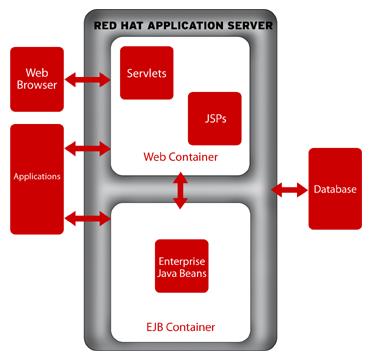 RED HAT APPLICATION SERVER
Web
Browser
Servlets
JSPs
Web Container
Applications
Database
Enterprise
Java Beans
EJB Container